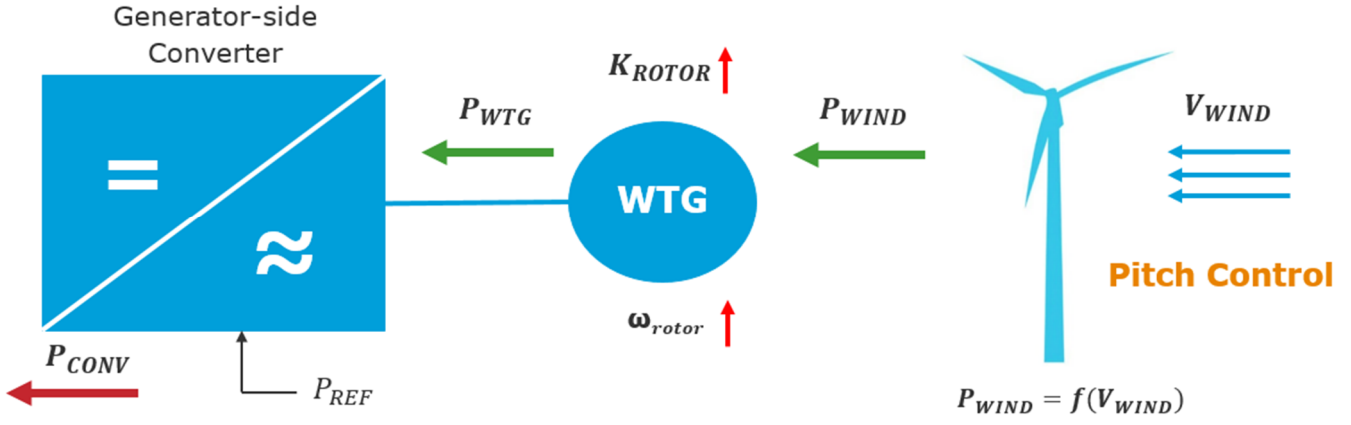 Generator-side
Converter
K_ROTOR
P_WTG
P_WIND
V_WIND
=
≈
WTG
Pitch Control
ω_rotor
P_CONV
P_REF
P_WIND = f(V_WIND)